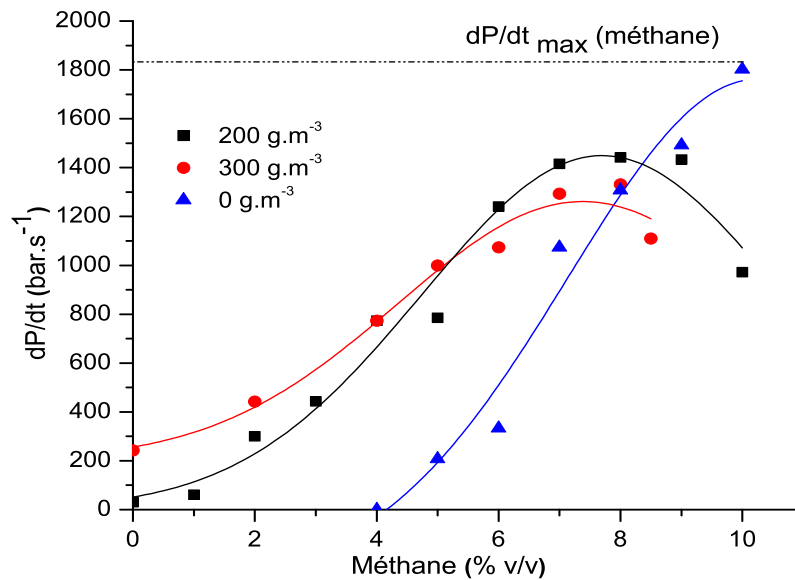 2000
dP/dt max (méthane)
1800
1600
200 g.m-3
300 g.m-3
0 g.m-3
1400
1200
1000
800
600
400
200
0
dP/dt (bar.s-1)
0 2 4 6 8 10
Méthane (% v/v)